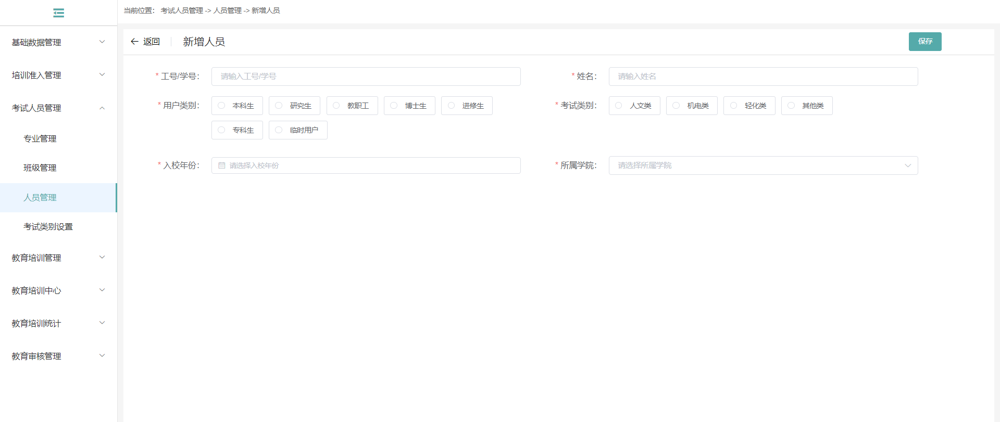 当前位置： 考试人员管理 -> 人员管理 -> 新增人员
基础数据管理
培训准入管理
考试人员管理
专业管理
班级管理
人员管理
考试类别设置
教育培训管理
教育培训中心
教育培训统计
教育审核管理
返回 新增人员 保存
* 工号/学号： 请输入工号/学号 * 姓名： 请输入姓名
* 用户类别： 本科生 研究生 教职工 博士生 进修生 * 考试类别： 人文类 机电类 轻化类 其他类
专科生 临时用户
* 入校年份： 请选择入校年份 * 所属学院： 请选择所属学院